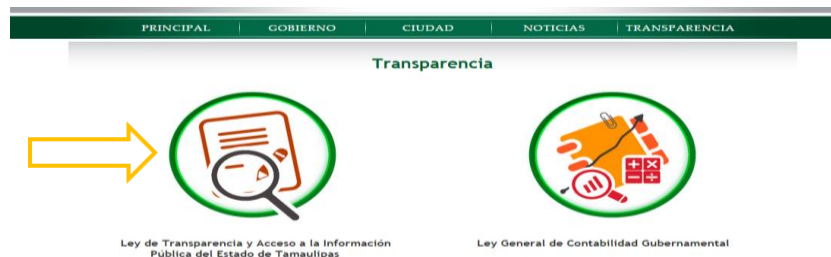 PRINCIPAL GOBIERNO CIUDAD NOTICIAS TRANSPARENCIA
Transparencia
Ley de Transparencia y Acceso a la Información
Pública del Estado de Tamaulipas
Ley General de Contabilidad Gubernamental